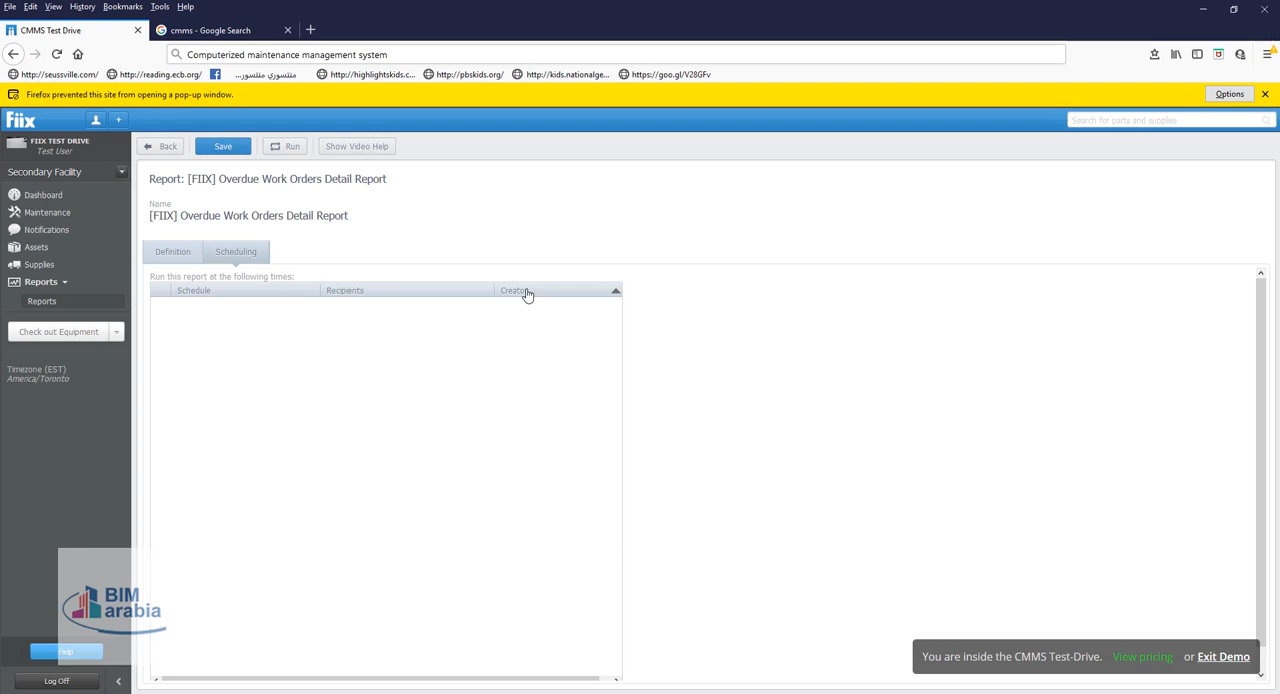 File Edit View History Bookmarks Tools Help
CMMS Test Drive
cmms - Google Search
Computerized maintenance management system
http://seussville.com/
http://reading.ecb.org/
منتسوري منتسور...
http://highlightskids.c...
http://pbskids.org/
http://kids.nationalge...
https://goo.gl/V28GFv
Firefox prevented this site from opening a pop-up window.
Options
fiix
Search for parts and supplies
FIIX TEST DRIVE
Test User
Back
Save
Run
Show Video Help
Secondary Facility
Report: [FIIX] Overdue Work Orders Detail Report
Dashboard
Maintenance
Notifications
Assets
Supplies
Reports
Reports
Name
[FIIX] Overdue Work Orders Detail Report
Definition
Scheduling
Run this report at the following times:
Schedule
Recipients
Creator
Check out Equipment
Timezone (EST)
America/Toronto
BIM
arabia
Help
Log Off
You are inside the CMMS Test-Drive. View pricing or Exit Demo